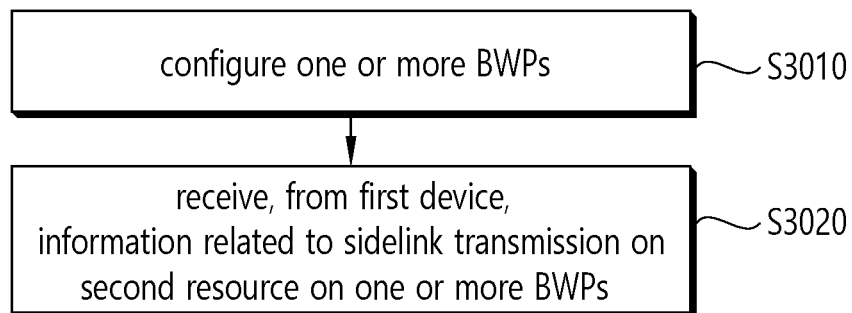 configure one or more BWPs
S3010
receive, from first device,
information related to sidelink transmission on
second resource on one or more BWPs
S3020